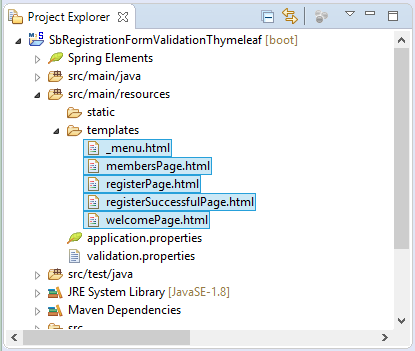 Project Explorer
SbRegistrationFormValidationThymeleaf [boot]
Spring Elements
src/main/java
src/main/resources
static
templates
_menu.html
membersPage.html
registerPage.html
registerSuccessfulPage.html
welcomePage.html
application.properties
validation.properties
src/test/java
JRE System Library [JavaSE-1.8]
Maven Dependencies
src